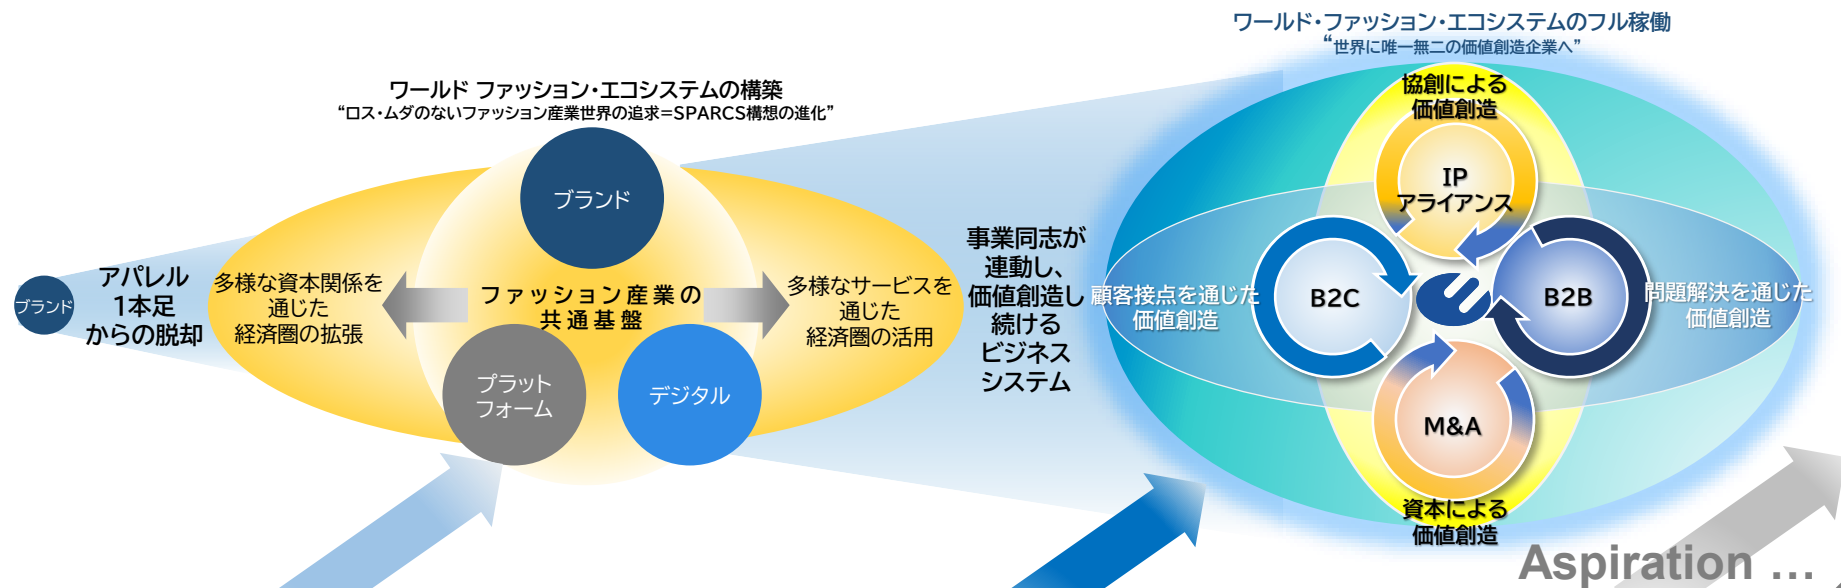 ブランド
アパレル
1本足
からの脱却
ワールド ファッション・エコシステムの構築
“ロス・ムダのないファッション産業世界の追求=SPARCS構想の進化”
ブランド
多様な資本関係を
通じた
経済圏の拡張
ファッション産業の
共通基盤
多様なサービスを
通じた
経済圏の活用
プラット
フォーム
デジタル
事業同志が
連動し、
価値創造し
続ける
ビジネス
システム
ワールド・ファッション・エコシステムのフル稼働
“世界に唯一無二の価値創造企業へ”
協創による
価値創造
IP
アライアンス
顧客接点を通じた
価値創造
B2C
B2B
問題解決を通じた
価値創造
M&A
資本による
価値創造
Aspiration ...